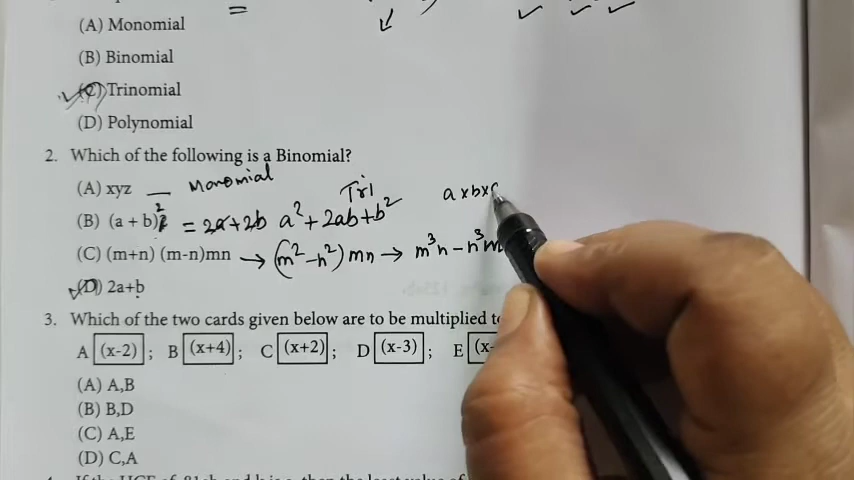 =
(A) Monomial
(B) Binomial
(C) Trinomial
(D) Polynomial
2. Which of the following is a Binomial?
(A) xyz — Monomial
(B) (a + b)² = 2a+2b a² + 2ab + b² Tri
a × b ×
(C) (m+n) (m-n)mn → (m² - n²) mn → m³n - n³m
(D) 2a+b
3. Which of the two cards given below are to be multiplied
A (x-2) ; B (x+4) ; C (x+2) ; D (x-3) ; E (x-
(A) A,B
(B) B,D
(C) A,E
(D) C,A